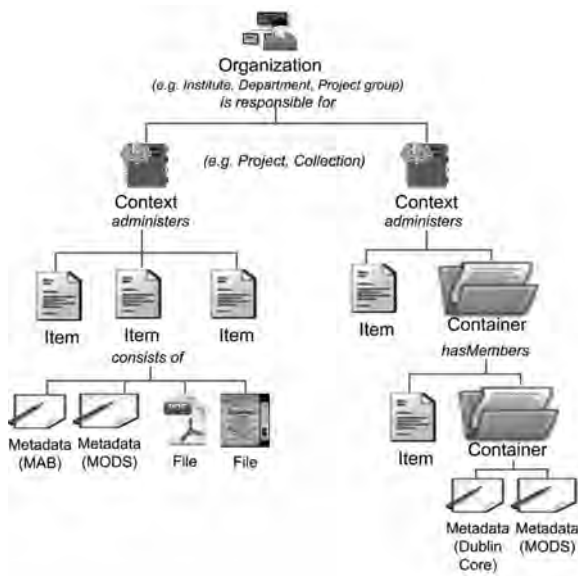 Organization
(e.g. Institute, Department, Project group)
is responsible for
(e.g. Project, Collection)
Context
administers
Context
administers
Item
Item
Item
Item
Container
consists of
hasMembers
Metadata
(MAB)
Metadata
(MODS)
File
File
Item
Container
Metadata
(Dublin
Core)
Metadata
(MODS)